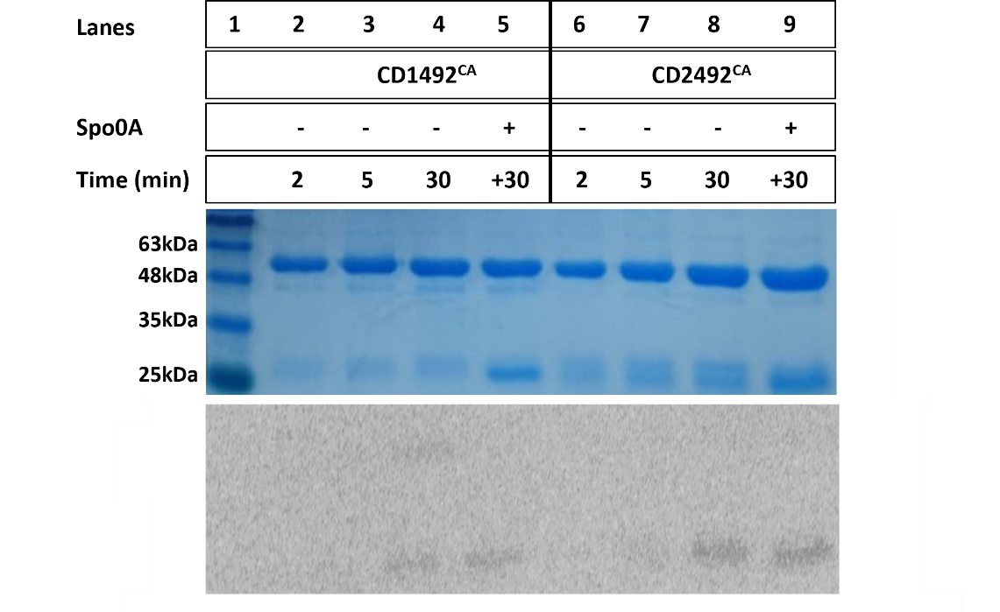 Lanes 1 2 3 4 5 6 7 8 9
CD1492CA CD2492CA
Spo0A - - - + - - - +
Time (min) 2 5 30 +30 2 5 30 +30
63kDa
48kDa
35kDa
25kDa